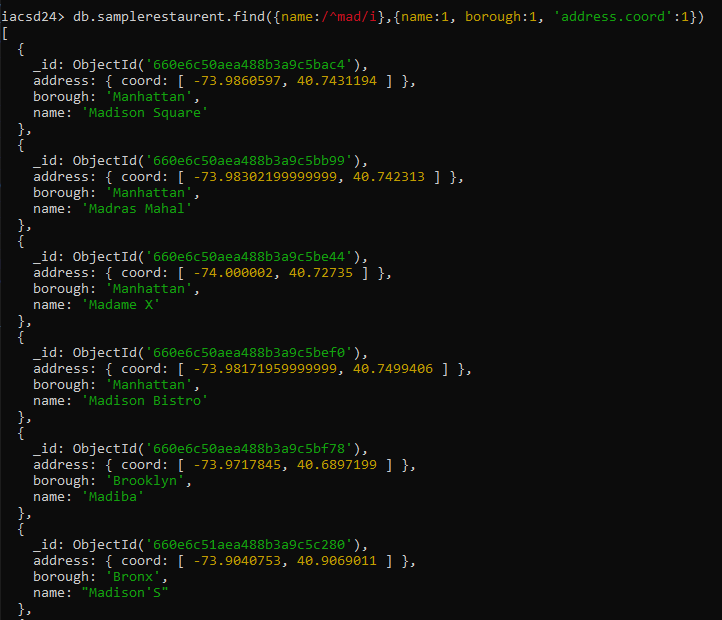 iacsd24> db.samplerestaurent.find({name:/^mad/i},{name:1, borough:1, 'address.coord':1})
[
  {
    _id: ObjectId('660e6c50aea488b3a9c5bac4'),
    address: { coord: [ -73.9860597, 40.7431194 ] },
    borough: 'Manhattan',
    name: 'Madison Square'
  },
  {
    _id: ObjectId('660e6c50aea488b3a9c5bb99'),
    address: { coord: [ -73.98302199999999, 40.742313 ] },
    borough: 'Manhattan',
    name: 'Madras Mahal'
  },
  {
    _id: ObjectId('660e6c50aea488b3a9c5be44'),
    address: { coord: [ -74.000002, 40.72735 ] },
    borough: 'Manhattan',
    name: 'Madame X'
  },
  {
    _id: ObjectId('660e6c50aea488b3a9c5bef0'),
    address: { coord: [ -73.98171959999999, 40.7499406 ] },
    borough: 'Manhattan',
    name: 'Madison Bistro'
  },
  {
    _id: ObjectId('660e6c50aea488b3a9c5bf78'),
    address: { coord: [ -73.9717845, 40.6897199 ] },
    borough: 'Brooklyn',
    name: 'Madiba'
  },
  {
    _id: ObjectId('660e6c51aea488b3a9c5c280'),
    address: { coord: [ -73.9040753, 40.9069011 ] },
    borough: 'Bronx',
    name: "Madison'S"
  },